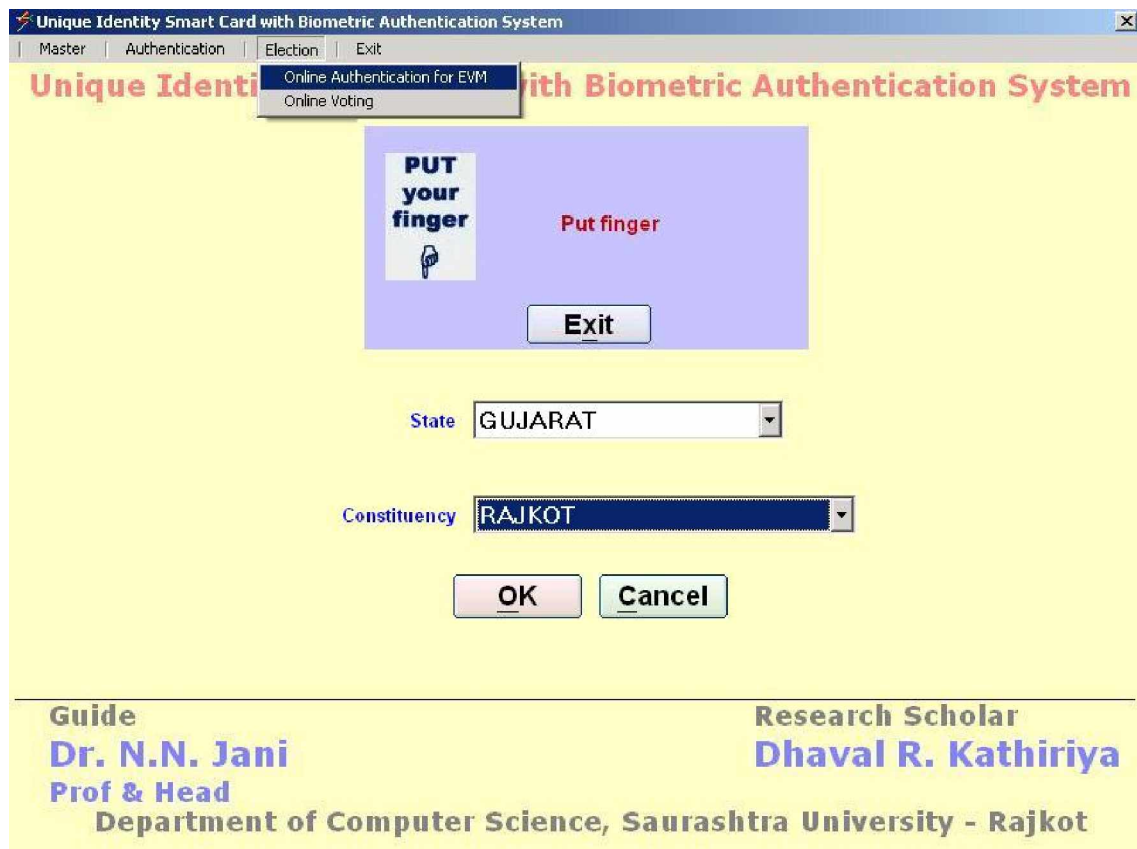 Unique Identity Smart Card with Biometric Authentication System
Master Authentication Election Exit
Online Authentication for EVM
Online Voting
Unique Identi ith Biometric Authentication System
PUT
your
finger
Put finger
Exit
State GUJARAT
Constituency RAJKOT
OK Cancel
Guide Research Scholar
Dr. N.N. Jani Dhaval R. Kathiriya
Prof & Head
Department of Computer Science, Saurashtra University - Rajkot